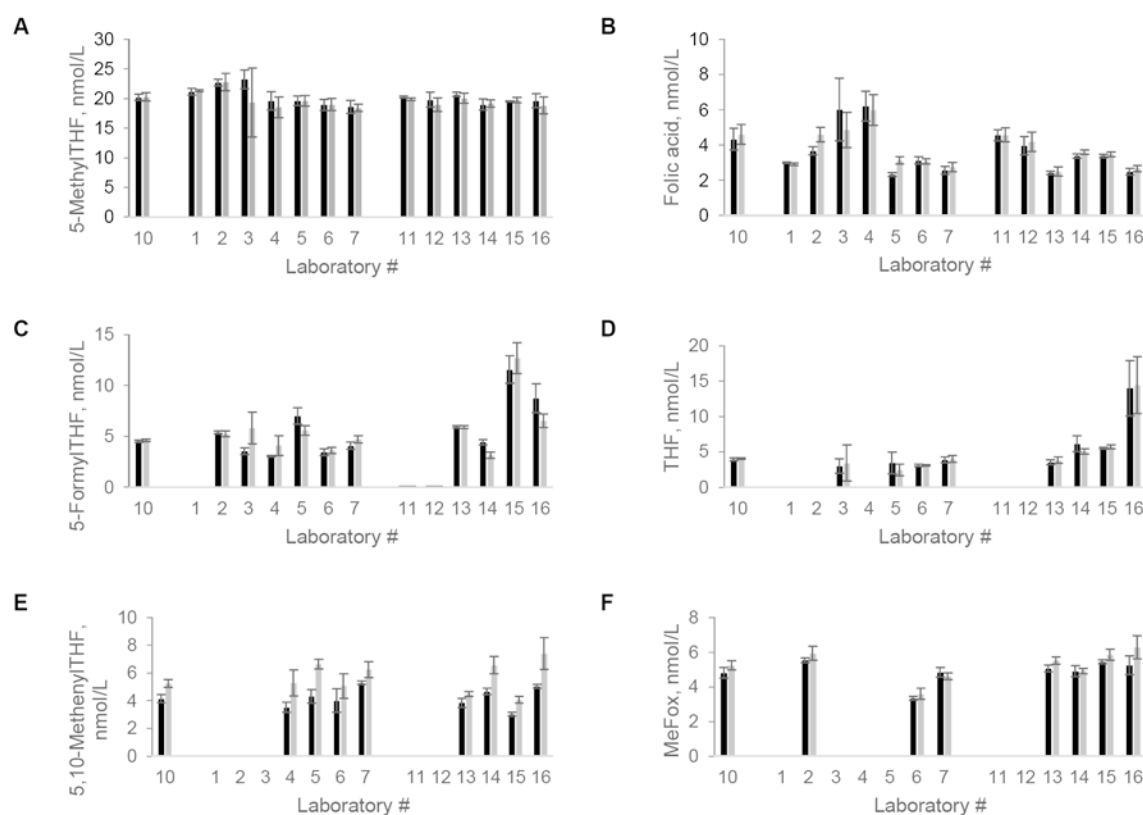 A
5-MethylTHF, nmol/L
30
25
20
15
10
5
0
10 1 2 3 4 5 6 7 11 12 13 14 15 16
Laboratory #
B
Folic acid, nmol/L
10
8
6
4
2
0
10 1 2 3 4 5 6 7 11 12 13 14 15 16
Laboratory #
C
5-FormylTHF, nmol/L
15
10
5
0
10 1 2 3 4 5 6 7 11 12 13 14 15 16
Laboratory #
D
THF, nmol/L
20
15
10
5
0
10 1 2 3 4 5 6 7 11 12 13 14 15 16
Laboratory #
E
5,10-MethenylTHF,
nmol/L
10
8
6
4
2
0
10 1 2 3 4 5 6 7 11 12 13 14 15 16
Laboratory #
F
MeFox, nmol/L
8
6
4
2
0
10 1 2 3 4 5 6 7 11 12 13 14 15 16
Laboratory #